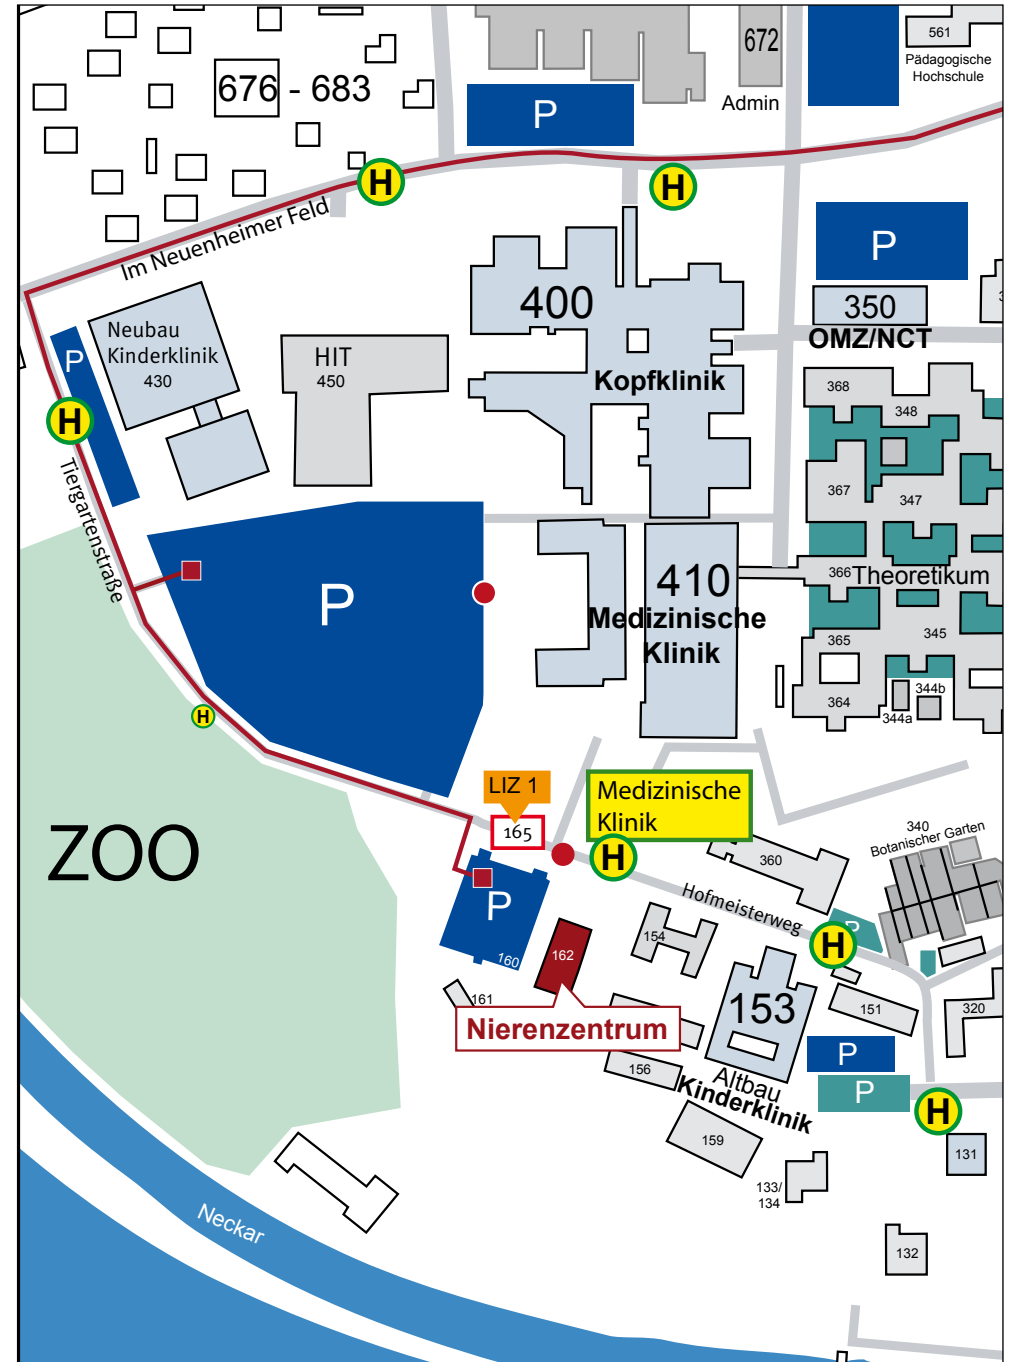 672
561
Pädagogische
Hochschule
676 - 683
P
Admin
H
H
Im Neuenheimer Feld
P
400
350
OMZ/NCT
Neubau
Kinderklinik
430
P
HIT
450
Kopfklinik
368
348
H
Tiergartenstraße
367
347
P
410
Medizinische
Klinik
366
Theoretikum
365
345
364
344b
344a
H
LIZ 1
165
Medizinische
Klinik
H
ZOO
360
340
Botanischer Garten
Hofmeisterweg
P
160
162
154
P
H
161
Nierenzentrum
153
151
320
156
Altbau
Kinderklinik
P
P
H
159
131
133/
134
132
Neckar